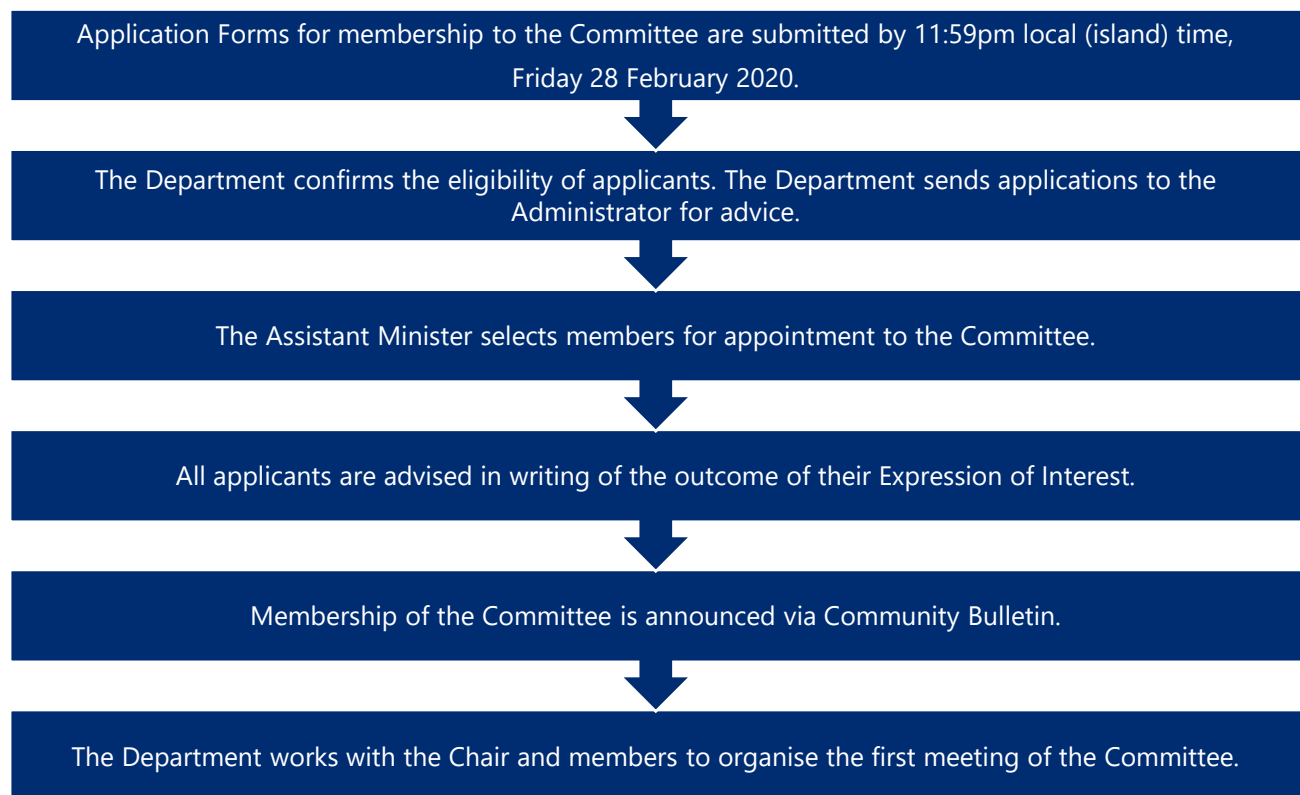 Application Forms for membership to the Committee are submitted by 11:59pm local (island) time,
Friday 28 February 2020.
The Department confirms the eligibility of applicants. The Department sends applications to the
Administrator for advice.
The Assistant Minister selects members for appointment to the Committee.
All applicants are advised in writing of the outcome of their Expression of Interest.
Membership of the Committee is announced via Community Bulletin.
The Department works with the Chair and members to organise the first meeting of the Committee.